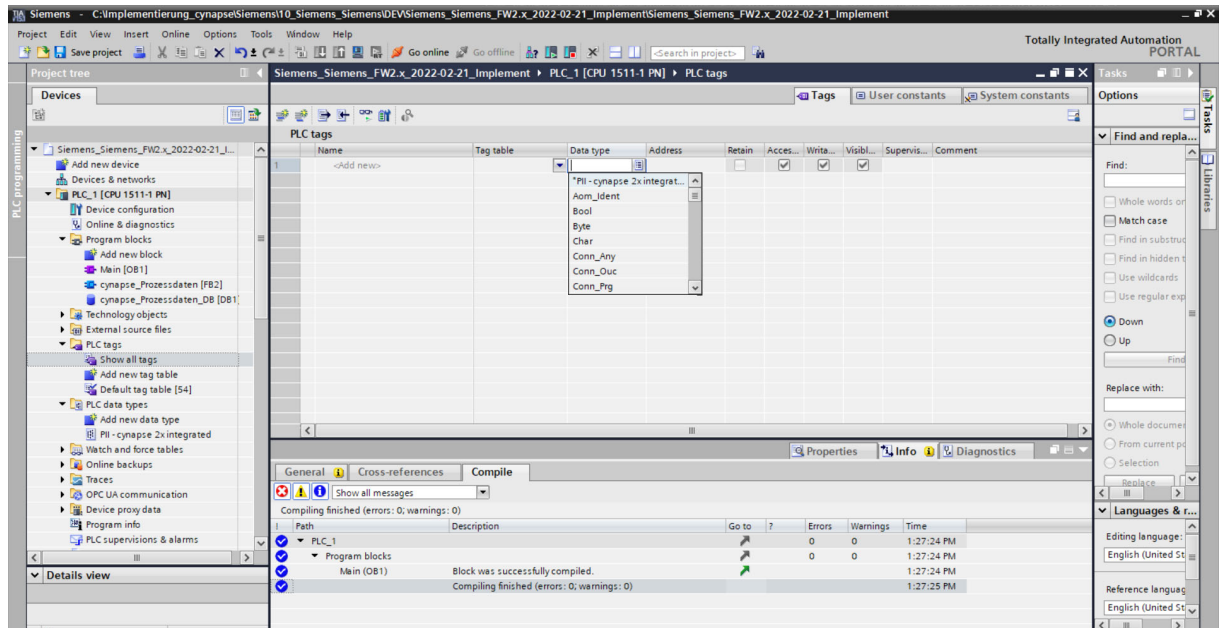 Siemens - C:\Implementierung_cynapse\Siemens\10_Siemens_Siemens\DEV\Siemens_Siemens_FW2.x_2022-02-21_Implement\Siemens_Siemens_FW2.x_2022-02-21_Implement
Project Edit View Insert Online Options Tools Window Help
Totally Integrated Automation
PORTAL
Save project Go online Go offline <Search in project>
Project tree
Siemens_Siemens_FW2.x_2022-02-21_Implement PLC_1 [CPU 1511-1 PN] PLC tags
Tasks
Devices
Tags User constants System constants
Options
PLC programming
Tasks
Libraries
PLC tags
Name Tag table Data type Address Retain Acces... Writa... Visibl... Supervis... Comment
1 <Add new>
"PII - cynapse 2x integrat...
Aom_Ident
Bool
Byte
Char
Conn_Any
Conn_Ouc
Conn_Prg
Siemens_Siemens_FW2.x_2022-02-21_I...
Add new device
Devices & networks
PLC_1 [CPU 1511-1 PN]
Device configuration
Online & diagnostics
Program blocks
Add new block
Main [OB1]
cynapse_Prozessdaten [FB2]
cynapse_Prozessdaten_DB [DB1]
Technology objects
External source files
PLC tags
Show all tags
Add new tag table
Default tag table [54]
PLC data types
Add new data type
PII - cynapse 2x integrated
Watch and force tables
Online backups
Traces
OPC UA communication
Device proxy data
Program info
PLC supervisions & alarms
Details view
Find and repla...
Find:
Whole words or
Match case
Find in substruc
Find in hidden t
Use wildcards
Use regular exp
Down
Up
Find
Replace with:
Whole documer
From current po
Selection
Replace
Languages & r...
Editing language:
English (United St
Reference languag
English (United St
Properties Info Diagnostics
General Cross-references Compile
Show all messages
Compiling finished (errors: 0; warnings: 0)
! Path Description Go to ? Errors Warnings Time
PLC_1 0 0 1:27:24 PM
Program blocks 0 0 1:27:24 PM
Main (OB1) Block was successfully compiled. 1:27:24 PM
Compiling finished (errors: 0; warnings: 0) 1:27:25 PM